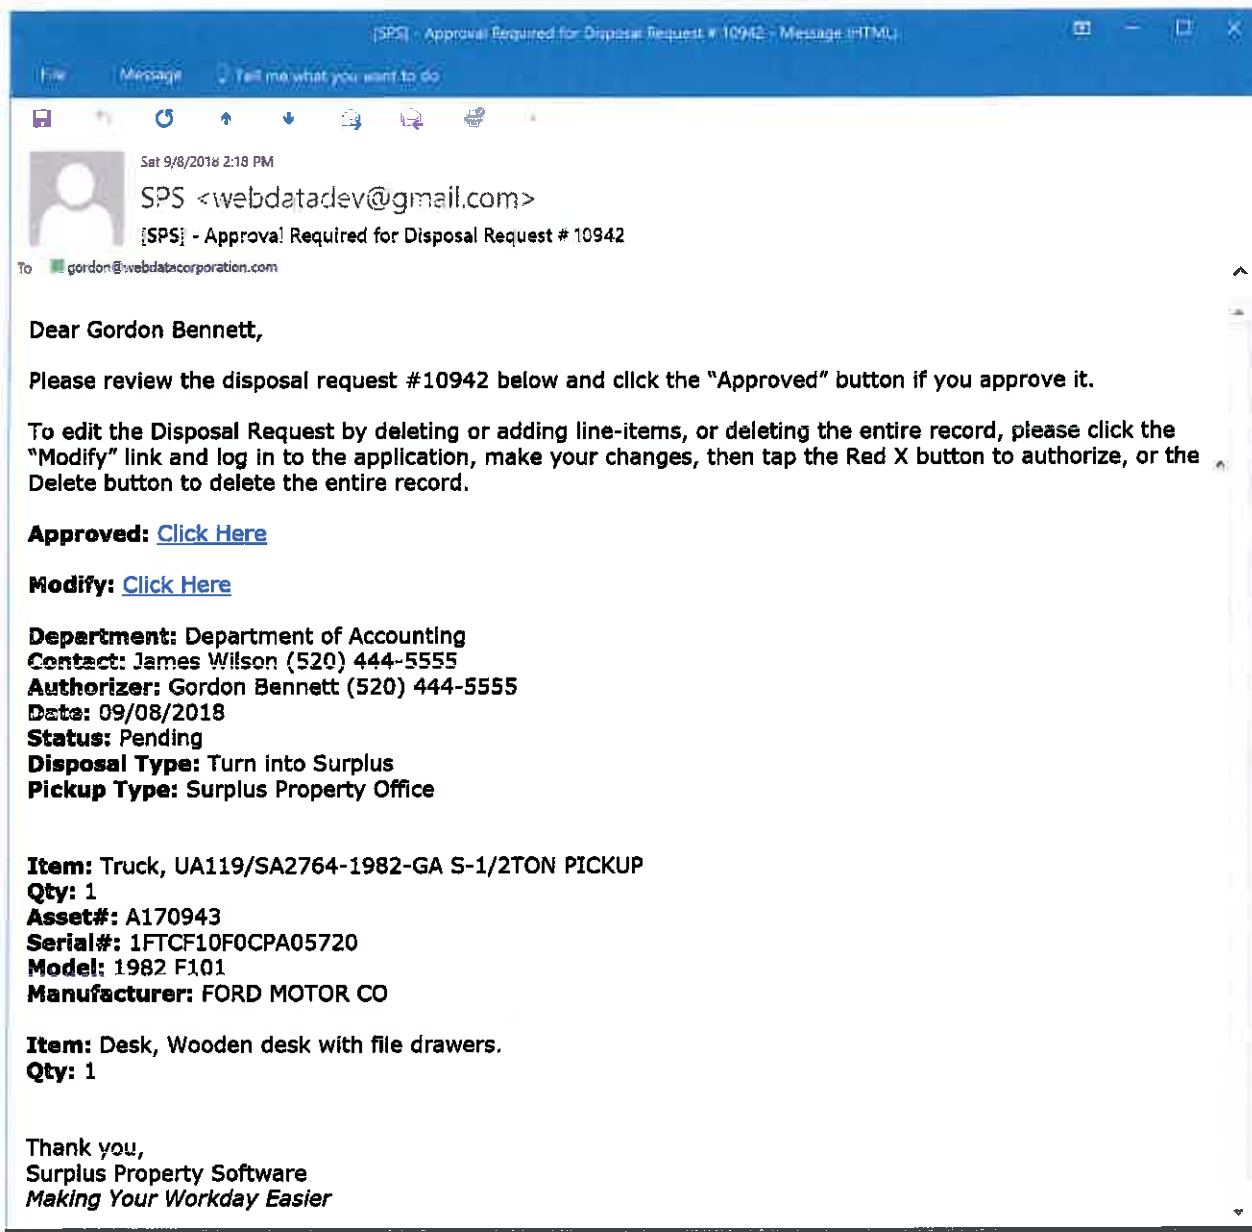 [SPS] - Approval Required for Disposal Request # 10942 - Message (HTML)
File Message Tell me what you want to do
Sat 9/8/2018 2:18 PM
SPS <webdatadev@gmail.com>
[SPS] - Approval Required for Disposal Request # 10942
To gordon@webdatacorporation.com
Dear Gordon Bennett,
Please review the disposal request #10942 below and click the “Approved” button if you approve it.
To edit the Disposal Request by deleting or adding line-items, or deleting the entire record, please click the
“Modify” link and log in to the application, make your changes, then tap the Red X button to authorize, or the
Delete button to delete the entire record.
Approved: Click Here
Modify: Click Here
Department: Department of Accounting
Contact: James Wilson (520) 444-5555
Authorizer: Gordon Bennett (520) 444-5555
Date: 09/08/2018
Status: Pending
Disposal Type: Turn into Surplus
Pickup Type: Surplus Property Office
Item: Truck, UA119/SA2764-1982-GA S-1/2TON PICKUP
Qty: 1
Asset#: A170943
Serial#: 1FTCF10F0CPA05720
Model: 1982 F101
Manufacturer: FORD MOTOR CO
Item: Desk, Wooden desk with file drawers.
Qty: 1
Thank you,
Surplus Property Software
Making Your Workday Easier